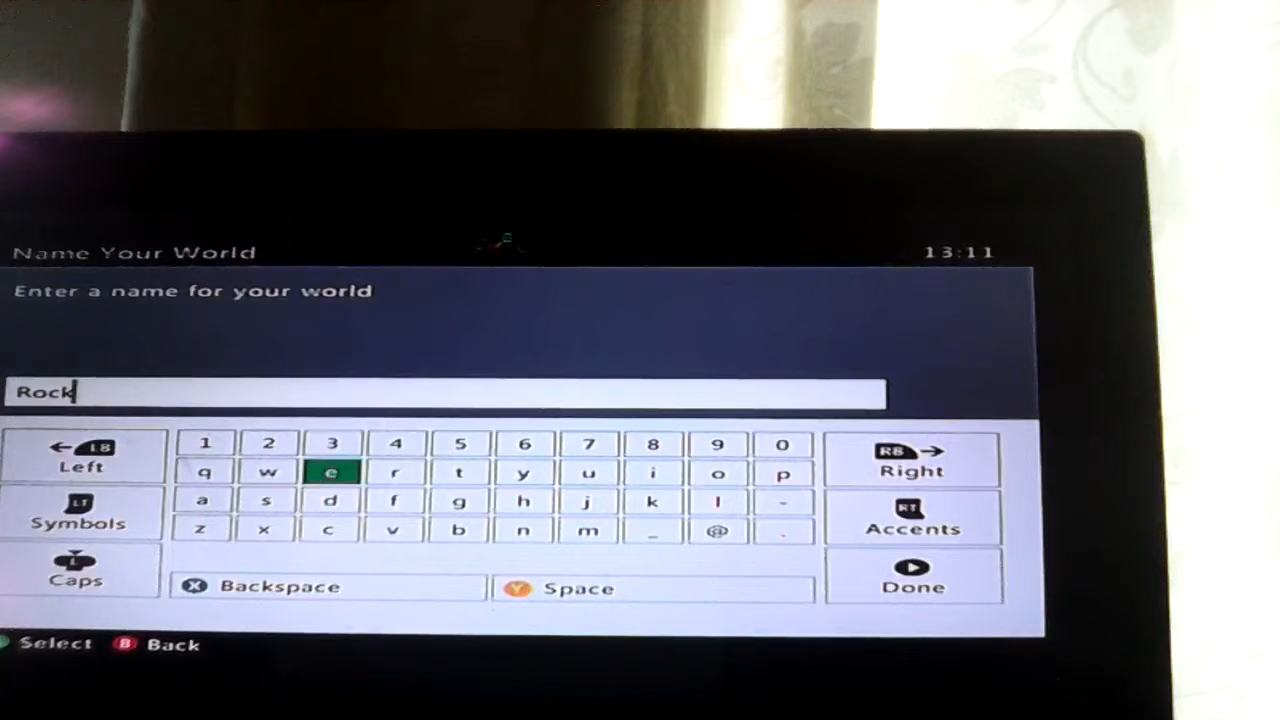 Name Your World 13:11
Enter a name for your world
Rock
LB Left 1 2 3 4 5 6 7 8 9 0 RB Right
q w e r t y u i o p
LT Symbols a s d f g h j k l - RT Accents
z x c v b n m _ @ .
L Caps X Backspace Y Space Done
Select B Back